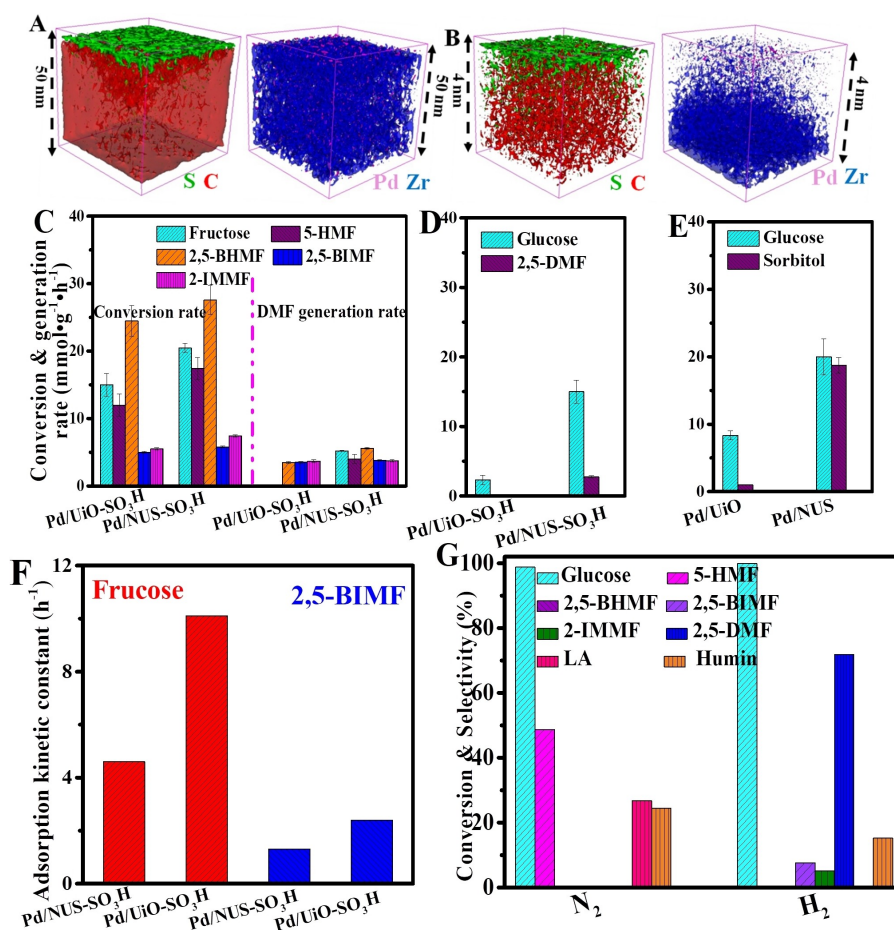 A
50 nm
S C
50 nm
Pd Zr
B
4 nm
S C
4 nm
Pd Zr
C
Conversion & generation
rate (mmol•g⁻¹•h⁻¹)
40
30
20
10
0
Fructose
5-HMF
2,5-BHMF
2,5-BIMF
2-IMMF
Conversion rate
DMF generation rate
Pd/UiO-SO₃H
Pd/NUS-SO₃H
Pd/UiO-SO₃H
Pd/NUS-SO₃H
D
40
30
20
10
0
Glucose
2,5-DMF
Pd/UiO-SO₃H
Pd/NUS-SO₃H
E
40
30
20
10
0
Glucose
Sorbitol
Pd/UiO
Pd/NUS
F
Adsorption kinetic constant (h⁻¹)
12
8
4
0
Frucose
2,5-BIMF
Pd/NUS-SO₃H
Pd/UiO-SO₃H
Pd/NUS-SO₃H
Pd/UiO-SO₃H
G
Conversion & Selectivity (%)
100
80
60
40
20
0
Glucose
5-HMF
2,5-BHMF
2,5-BIMF
2-IMMF
2,5-DMF
LA
Humin
N₂
H₂